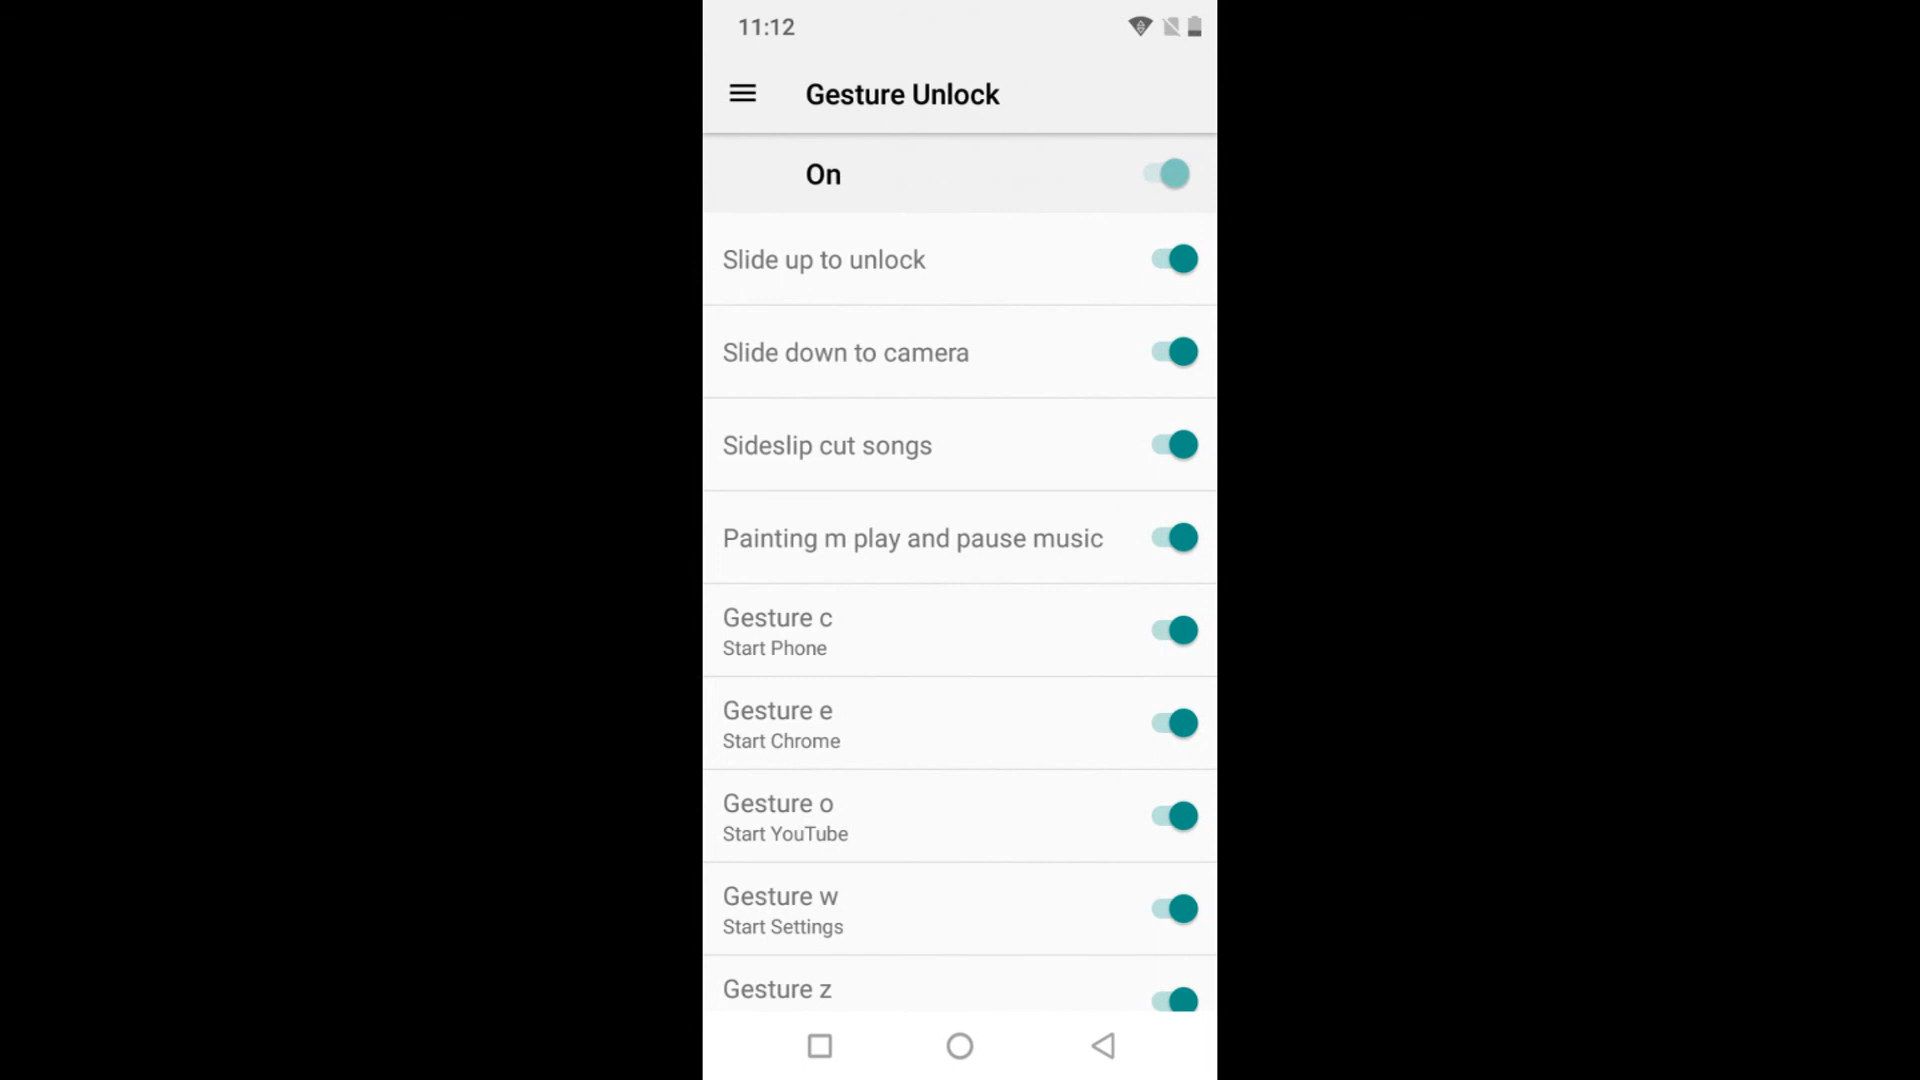 11:12
Gesture Unlock
On
Slide up to unlock
Slide down to camera
Sideslip cut songs
Painting m play and pause music
Gesture c
Start Phone
Gesture e
Start Chrome
Gesture o
Start YouTube
Gesture w
Start Settings
Gesture z